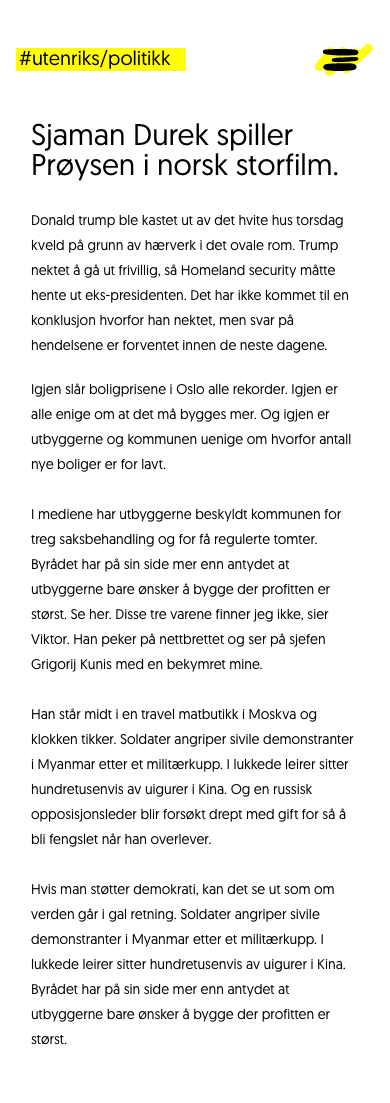 #utenriks/politikk
Sjaman Durek spiller
Prøysen i norsk storfilm.
Donald trump ble kastet ut av det hvite hus torsdag
kveld på grunn av hærverk i det ovale rom. Trump
nektet å gå ut frivillig, så Homeland security måtte
hente ut eks-presidenten. Det har ikke kommet til en
konklusjon hvorfor han nektet, men svar på
hendelsene er forventet innen de neste dagene.
Igjen slår boligprisene i Oslo alle rekorder. Igjen er
alle enige om at det må bygges mer. Og igjen er
utbyggerne og kommunen uenige om hvorfor antall
nye boliger er for lavt.
I mediene har utbyggerne beskyldt kommunen for
treg saksbehandling og for få regulerte tomter.
Byrådet har på sin side mer enn antydet at
utbyggerne bare ønsker å bygge der profitten er
størst. Se her. Disse tre varene finner jeg ikke, sier
Viktor. Han peker på nettbrettet og ser på sjefen
Grigorij Kunis med en bekymret mine.
Han står midt i en travel matbutikk i Moskva og
klokken tikker. Soldater angriper sivile demonstranter
i Myanmar etter et militærkupp. I lukkede leirer sitter
hundretusenvis av uigurer i Kina. Og en russisk
opposisjonsleder blir forsøkt drept med gift for så å
bli fengslet når han overlever.
Hvis man støtter demokrati, kan det se ut som om
verden går i gal retning. Soldater angriper sivile
demonstranter i Myanmar etter et militærkupp. I
lukkede leirer sitter hundretusenvis av uigurer i Kina.
Byrådet har på sin side mer enn antydet at
utbyggerne bare ønsker å bygge der profitten er
størst.